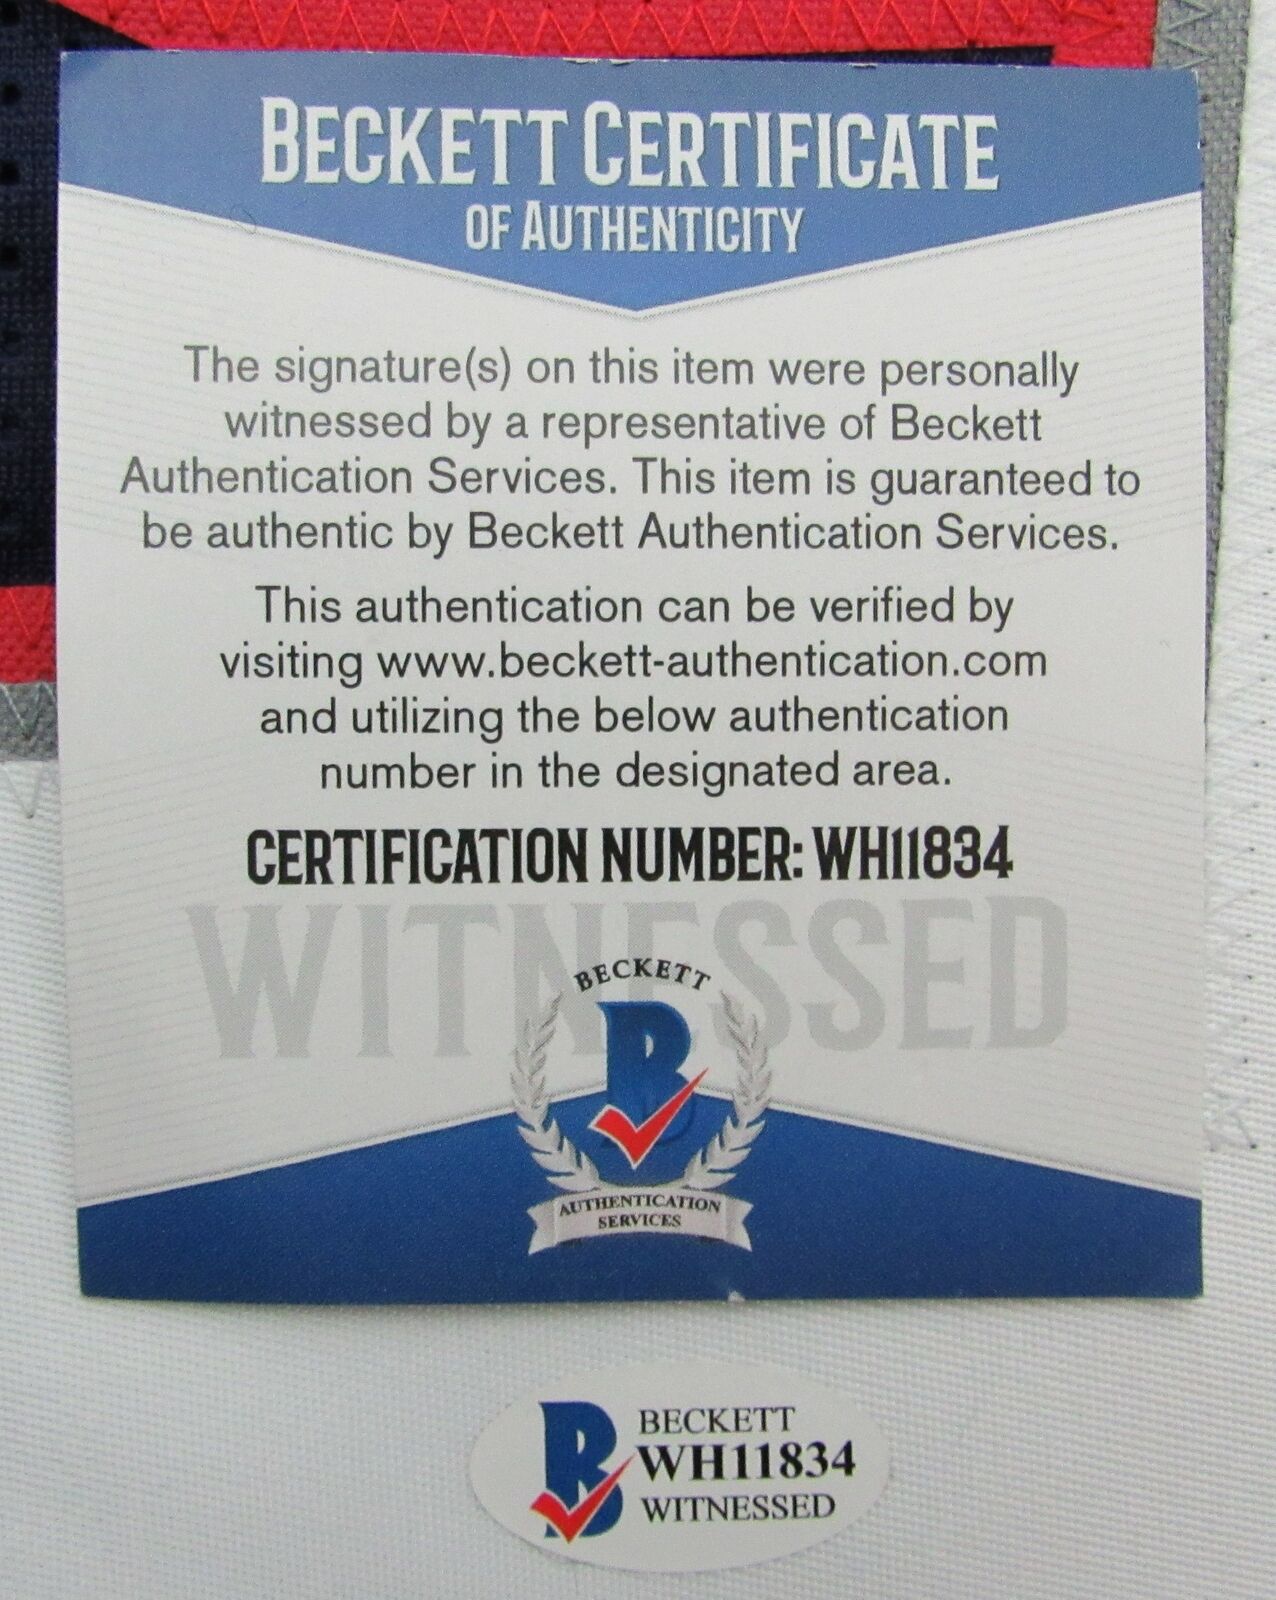 BECKETT CERTIFICATE
OF AUTHENTICITY
The signature(s) on this item were personally
witnessed by a representative of Beckett
Authentication Services. This item is guaranteed to
be authentic by Beckett Authentication Services.
This authentication can be verified by
visiting www.beckett-authentication.com
and utilizing the below authentication
number in the designated area.
CERTIFICATION NUMBER: WH11834
WITNESSED
BECKETT
B
AUTHENTICATION
SERVICES
B
BECKETT
WH11834
WITNESSED